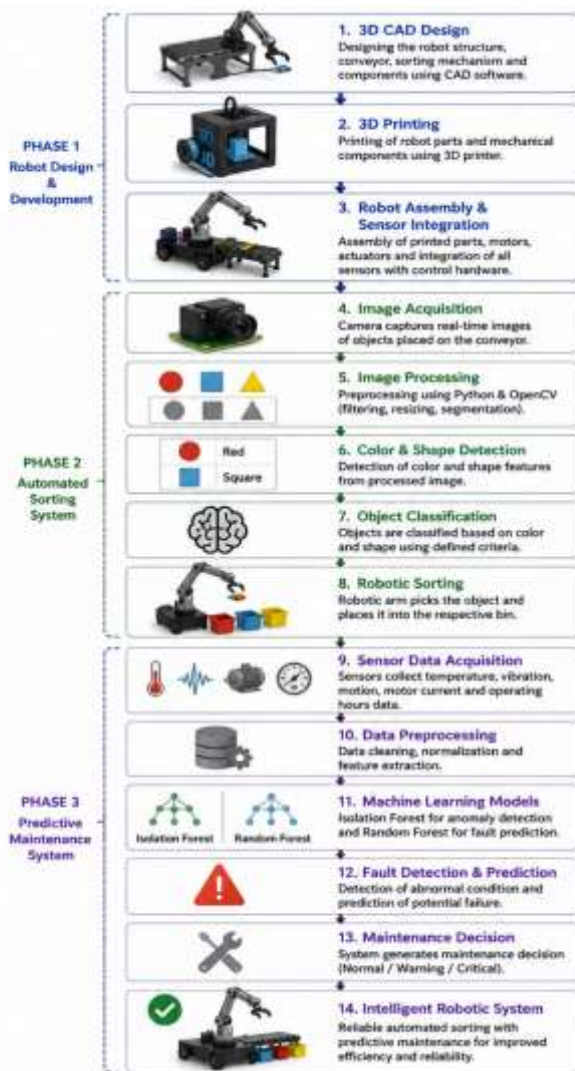 PHASE 1
Robot Design
&
Development
1. 3D CAD Design
Designing the robot structure,
conveyor, sorting mechanism and
components using CAD software.
2. 3D Printing
Printing of robot parts and mechanical
components using 3D printer.
3. Robot Assembly &
Sensor Integration
Assembly of printed parts, motors,
actuators and integration of all
sensors with control hardware.
PHASE 2
Automated
Sorting
System
4. Image Acquisition
Camera captures real-time images
of objects placed on the conveyor.
5. Image Processing
Preprocessing using Python & OpenCV
(filtering, resizing, segmentation).
Red
Square
6. Color & Shape Detection
Detection of color and shape features
from processed image.
7. Object Classification
Objects are classified based on color
and shape using defined criteria.
8. Robotic Sorting
Robotic arm picks the object and
places it into the respective bin.
PHASE 3
Predictive
Maintenance
System
9. Sensor Data Acquisition
Sensors collect temperature, vibration,
motion, motor current and operating
hours data.
10. Data Preprocessing
Data cleaning, normalization and
feature extraction.
Isolation Forest
Random Forest
11. Machine Learning Models
Isolation Forest for anomaly detection
and Random Forest for fault prediction.
12. Fault Detection & Prediction
Detection of abnormal condition and
prediction of potential failure.
13. Maintenance Decision
System generates maintenance decision
(Normal / Warning / Critical).
14. Intelligent Robotic System
Reliable automated sorting with
predictive maintenance for improved
efficiency and reliability.